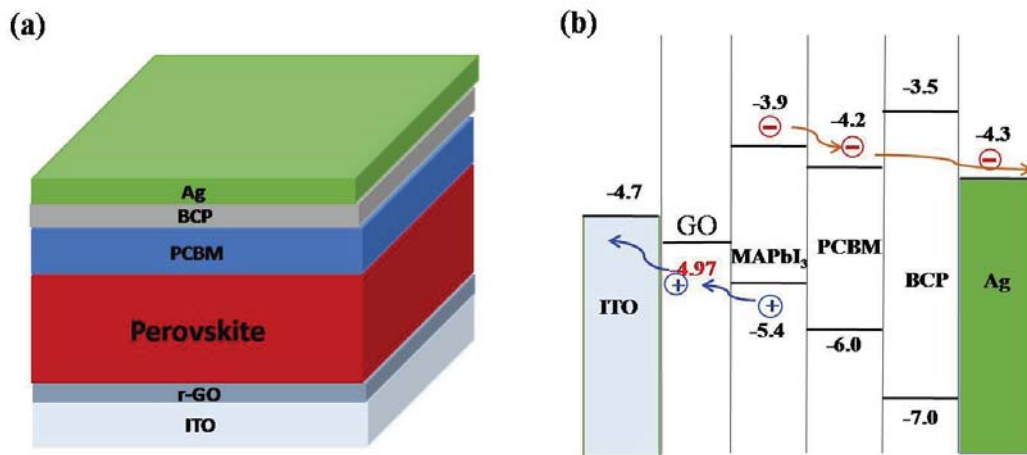 (a)
Ag
BCP
PCBM
Perovskite
r-GO
ITO
(b)
-3.9
-4.2
-3.5
-4.3
-4.7
GO
-4.97
MAPbI₃
PCBM
BCP
Ag
ITO
-5.4
-6.0
-7.0